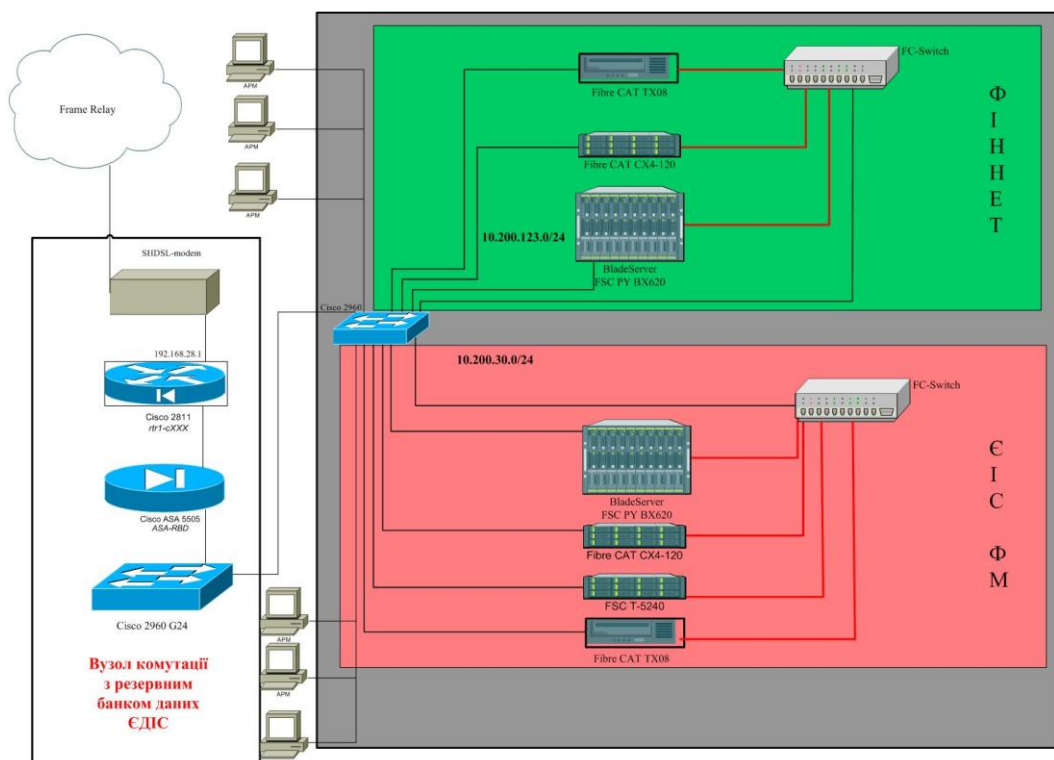 Frame Relay
SHDSL-modem
192.168.28.1
Cisco 2811
rtr1-cXXX
Cisco ASA 5505
ASA-RBD
Cisco 2960 G24
Вузол комутації
з резервним
банком даних
ЄДІС
АРМ
АРМ
АРМ
Cisco 2960
Fibre CAT TX08
FC-Switch
Fibre CAT CX4-120
10.200.123.0/24
BladeServer
FSC PY BX620
ФІННЕТ
10.200.30.0/24
FC-Switch
BladeServer
FSC PY BX620
Fibre CAT CX4-120
FSC T-5240
Fibre CAT TX08
ЄІС ФМ
АРМ
АРМ